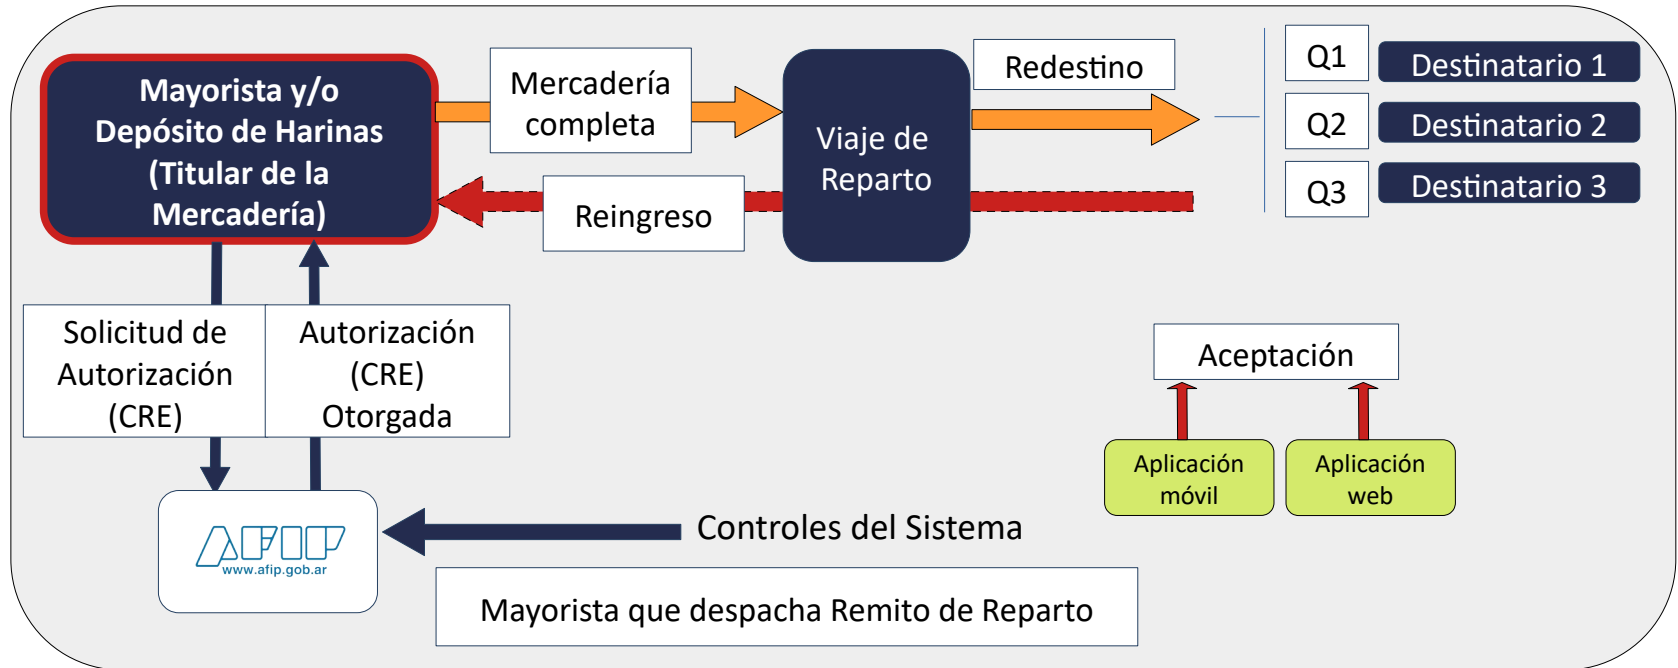 Mayorista y/o
Depósito de Harinas
(Titular de la
Mercadería)
Mercadería
completa
Reingreso
Viaje de
Reparto
Redestino
Q1
Destinatario 1
Q2
Destinatario 2
Q3
Destinatario 3
Solicitud de
Autorización
(CRE)
Autorización
(CRE)
Otorgada
Aceptación
Aplicación
móvil
Aplicación
web
AFIP
www.afip.gob.ar
Controles del Sistema
Mayorista que despacha Remito de Reparto